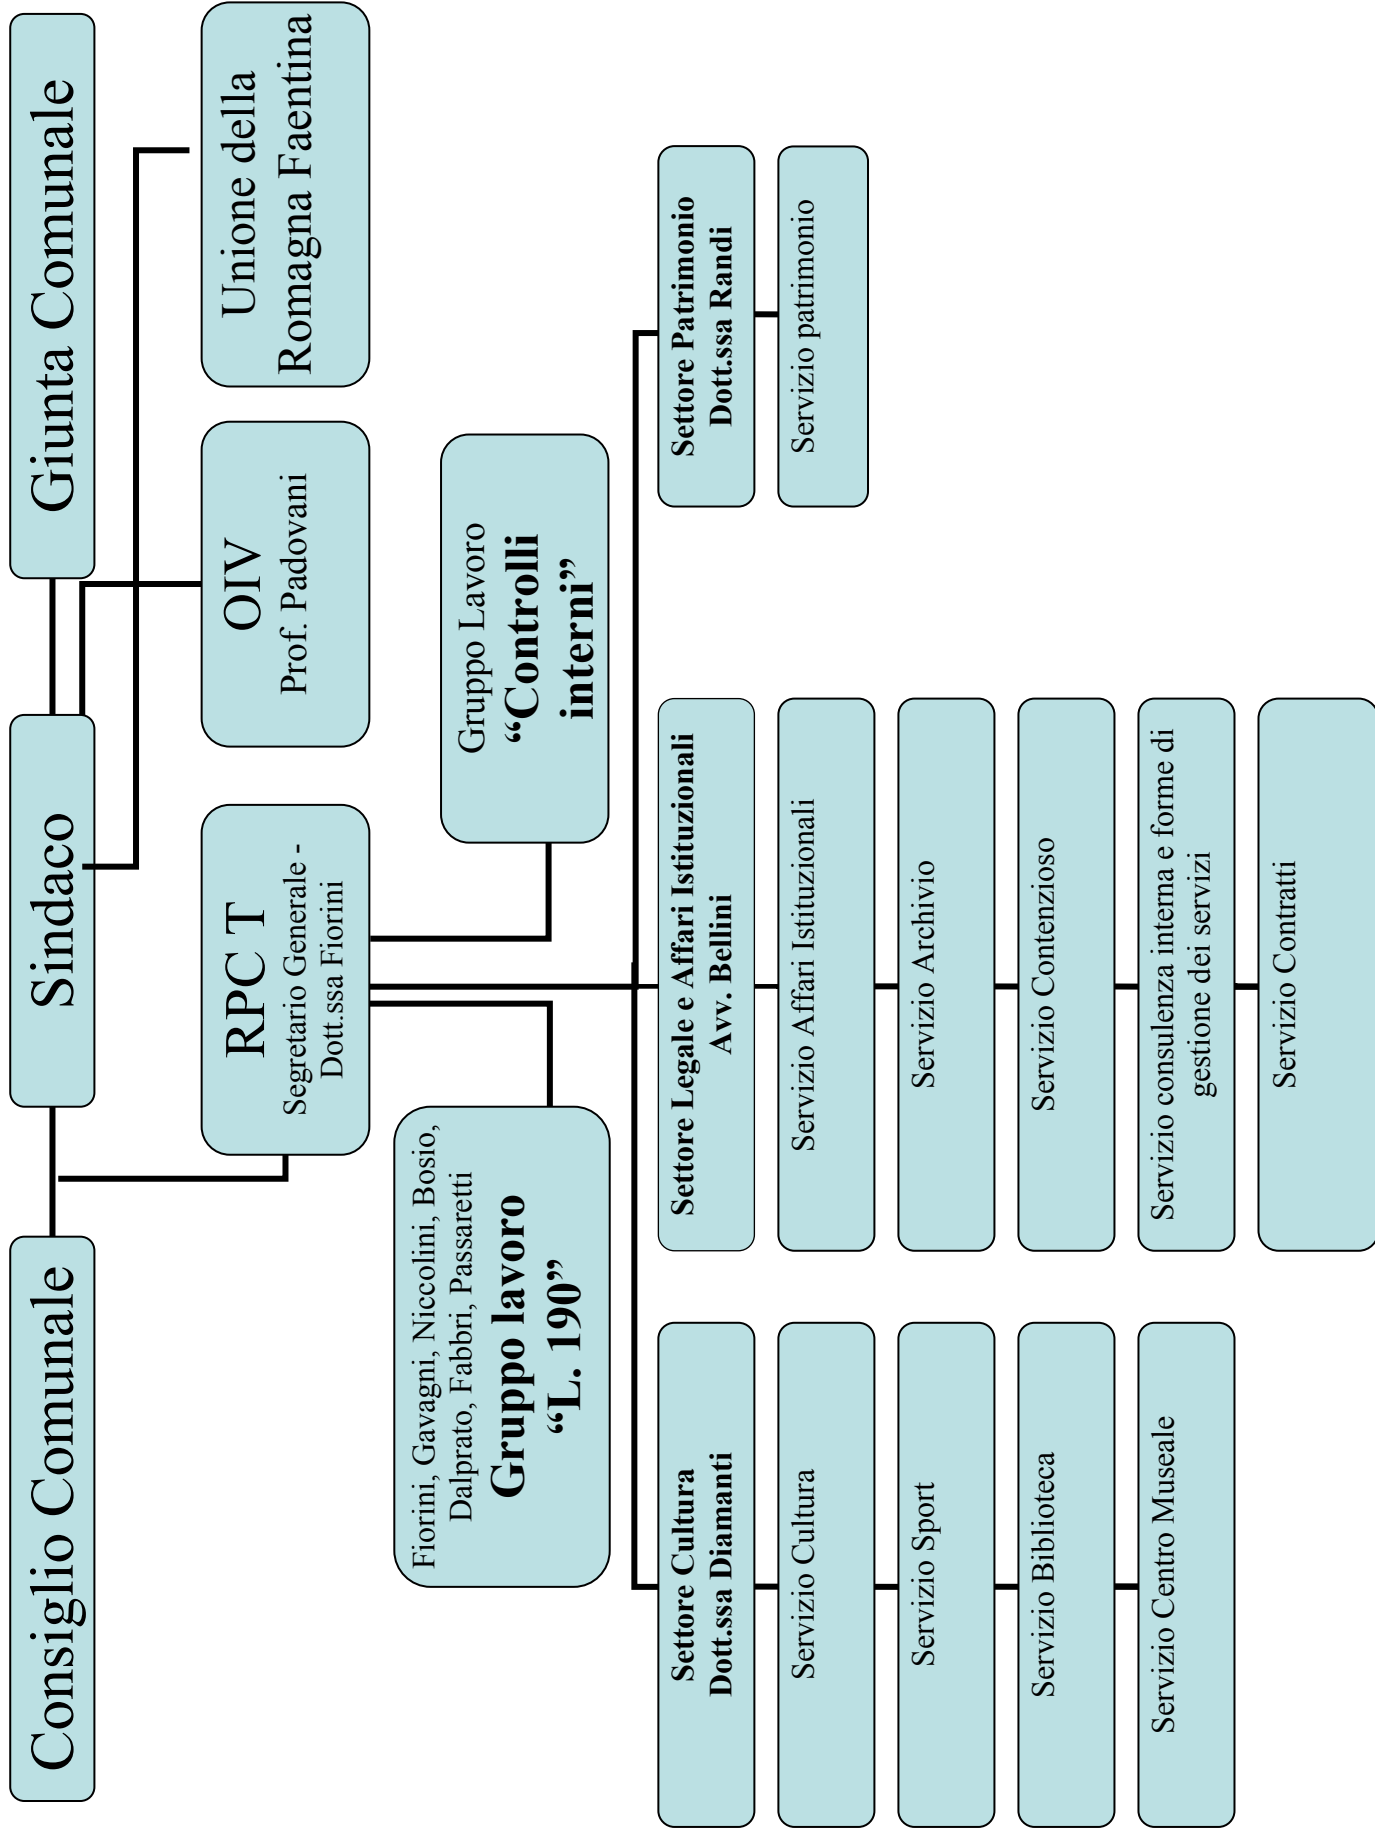 Consiglio Comunale
Sindaco
Giunta Comunale
RPC T
Segretario Generale -
Dott.ssa Fiorini
OIV
Prof. Padovani
Unione della
Romagna Faentina
Fiorini, Gavagni, Niccolini, Bosio,
Dalprato, Fabbri, Passaretti
Gruppo lavoro
“L. 190”
Gruppo Lavoro
“Controlli
interni”
Settore Cultura
Dott.ssa Diamanti
Servizio Cultura
Servizio Sport
Servizio Biblioteca
Servizio Centro Museale
Settore Legale e Affari Istituzionali
Avv. Bellini
Servizio Affari Istituzionali
Servizio Archivio
Servizio Contenzioso
Servizio consulenza interna e forme di
gestione dei servizi
Servizio Contratti
Settore Patrimonio
Dott.ssa Randi
Servizio patrimonio